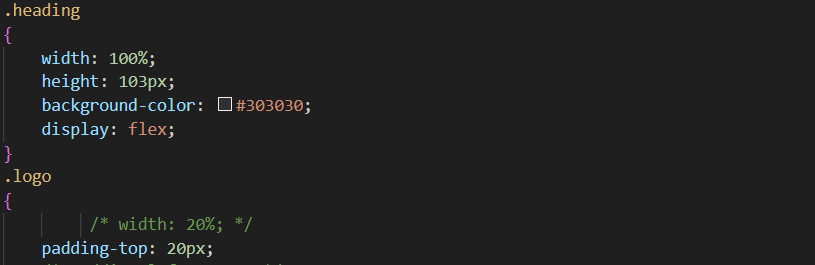 .heading
{
width: 100%;
height: 103px;
background-color: #303030;
display: flex;
}
.logo
{
/* width: 20%; */
padding-top: 20px;